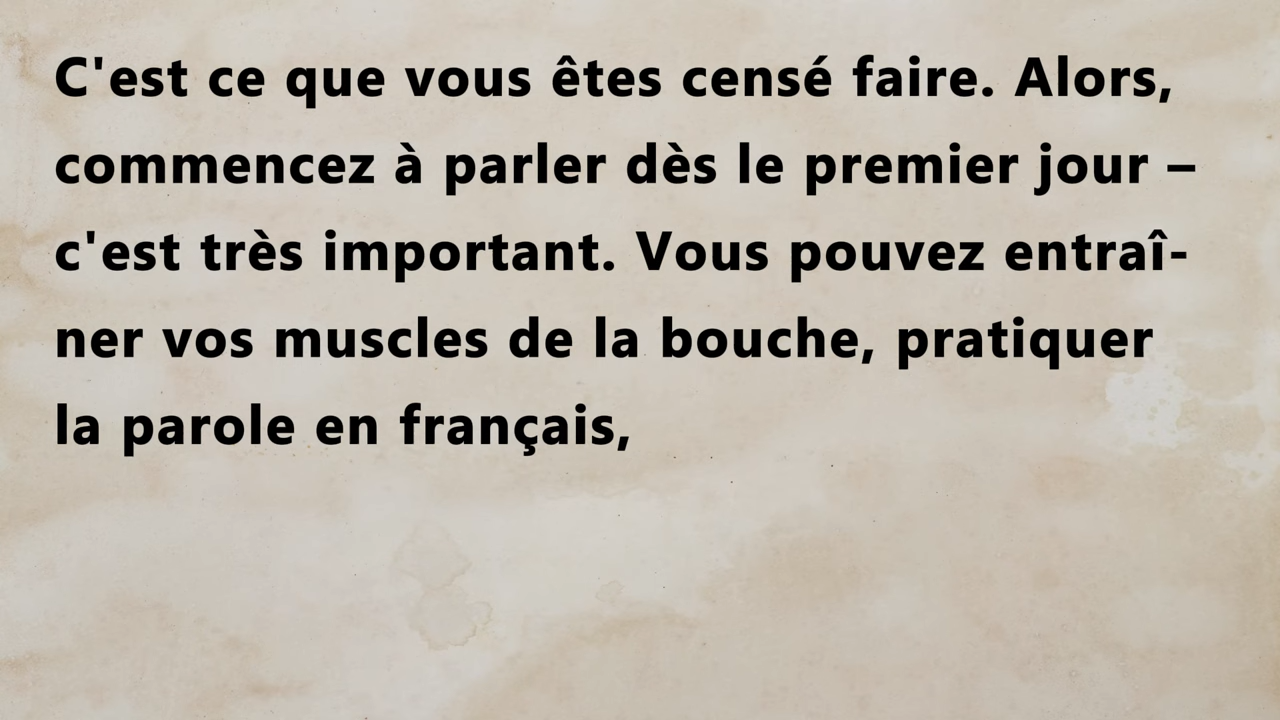 C'est ce que vous êtes censé faire. Alors,
commencez à parler dès le premier jour –
c'est très important. Vous pouvez entraî-
ner vos muscles de la bouche, pratiquer
la parole en français,